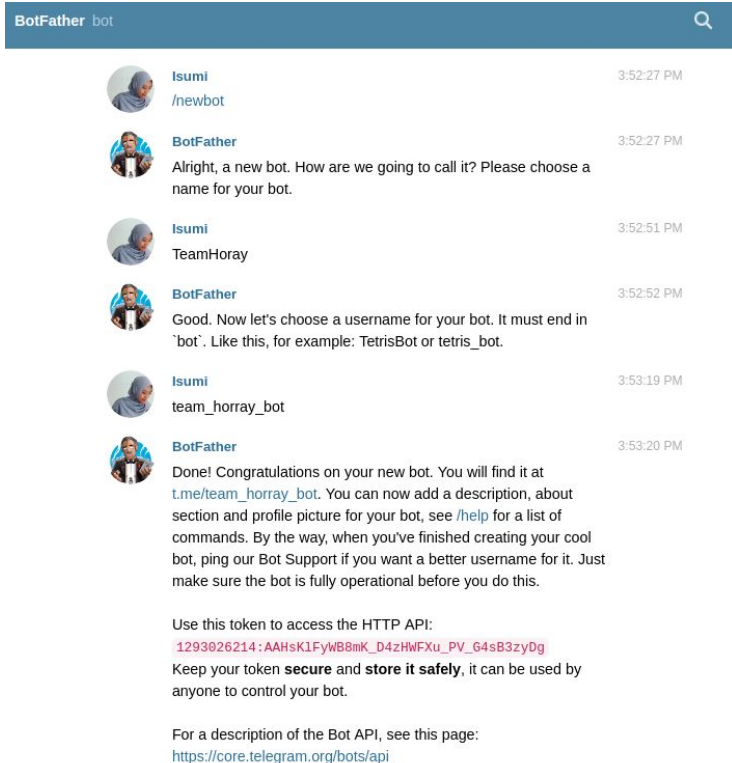 BotFather bot
Isumi 3:52:27 PM
/newbot
BotFather 3:52:27 PM
Alright, a new bot. How are we going to call it? Please choose a
name for your bot.
Isumi 3:52:51 PM
TeamHoray
BotFather 3:52:52 PM
Good. Now let's choose a username for your bot. It must end in
`bot`. Like this, for example: TetrisBot or tetris_bot.
Isumi 3:53:19 PM
team_horray_bot
BotFather 3:53:20 PM
Done! Congratulations on your new bot. You will find it at
t.me/team_horray_bot. You can now add a description, about
section and profile picture for your bot, see /help for a list of
commands. By the way, when you've finished creating your cool
bot, ping our Bot Support if you want a better username for it. Just
make sure the bot is fully operational before you do this.
Use this token to access the HTTP API:
1293026214:AAHsKlFyWB8mK_D4zHWFXu_PV_G4sB3zyDg
Keep your token secure and store it safely, it can be used by
anyone to control your bot.
For a description of the Bot API, see this page:
https://core.telegram.org/bots/api